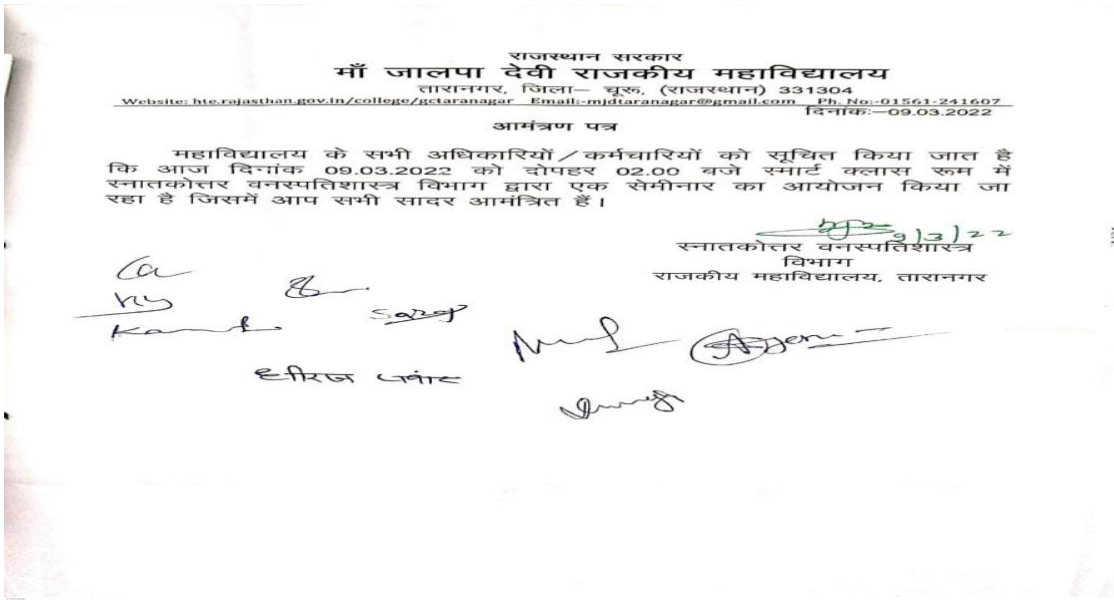 राजस्थान सरकार
माँ जालपा देवी राजकीय महाविद्यालय
तारानगर, जिला– चूरू, (राजस्थान) 331304
Website: hte.rajasthan.gov.in/college/gctaranagar Email:-mjdtaranagar@gmail.com Ph. No:-01561-241607
दिनांक:–09.03.2022
आमंत्रण पत्र
महाविद्यालय के सभी अधिकारियों/कर्मचारियों को सूचित किया जात है
कि आज दिनांक 09.03.2022 को दोपहर 02.00 बजे स्मार्ट क्लास रूम में
स्नातकोत्तर वनस्पतिशास्त्र विभाग द्वारा एक सेमीनार का आयोजन किया जा
रहा है जिसमें आप सभी सादर आमंत्रित हैं।
9/3/22
स्नातकोत्तर वनस्पतिशास्त्र
विभाग
राजकीय महाविद्यालय, तारानगर
Saroj
धीरज